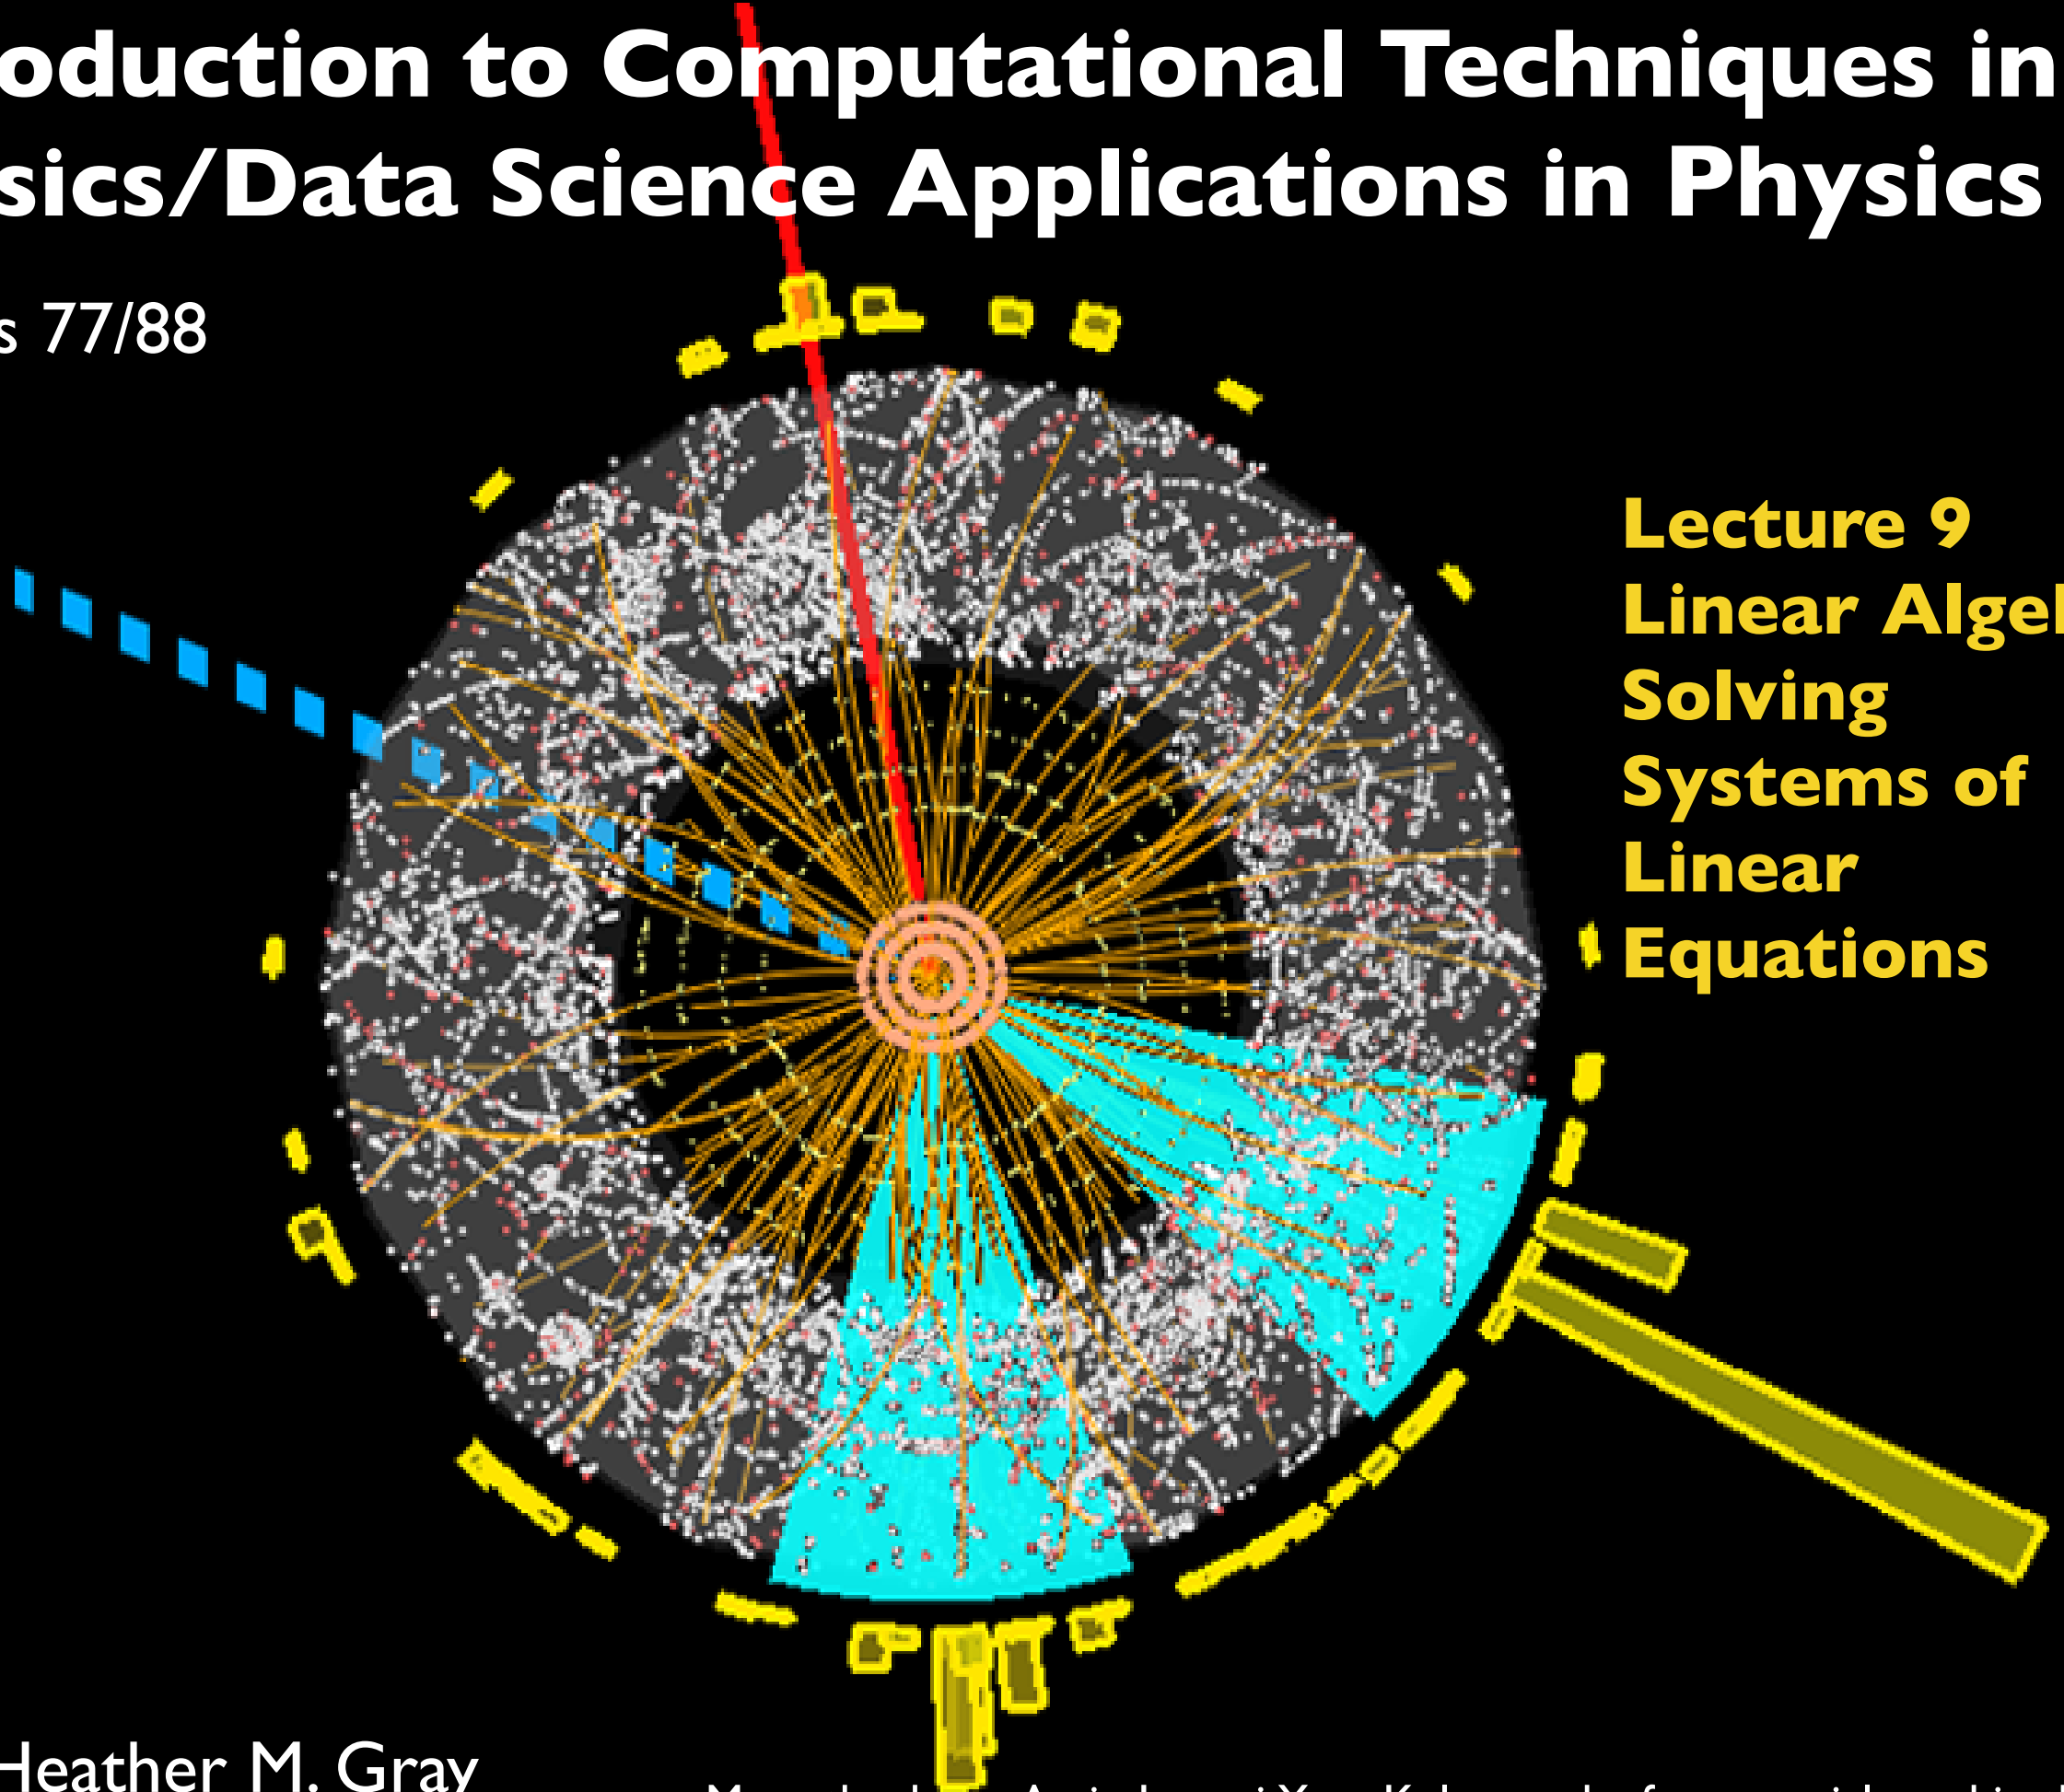 oduction to Computational Techniques in
sics/Data Science Applications in Physics
s 77/88
Lecture 9
Linear Algel
Solving
Systems of
Linear
Equations
Heather M. Gray